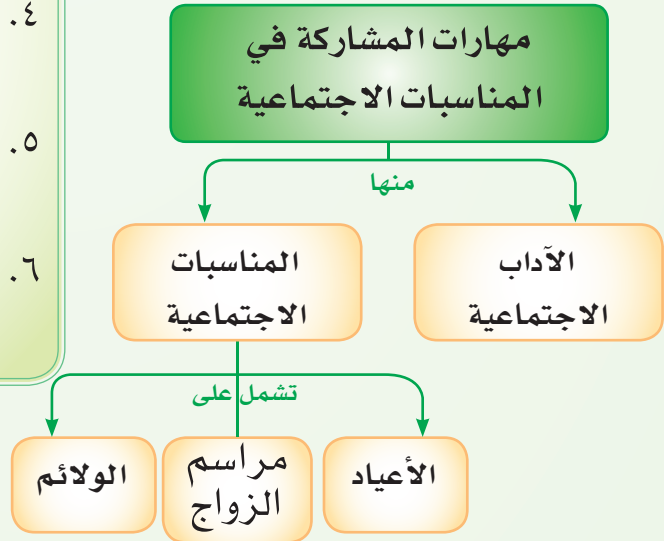 مهارات المشاركة في
المناسبات الاجتماعية
منها
الآداب
الاجتماعية
المناسبات
الاجتماعية
تشمل على
الأعياد
مراسم
الزواج
الولائم
٤.
٥.
٦.